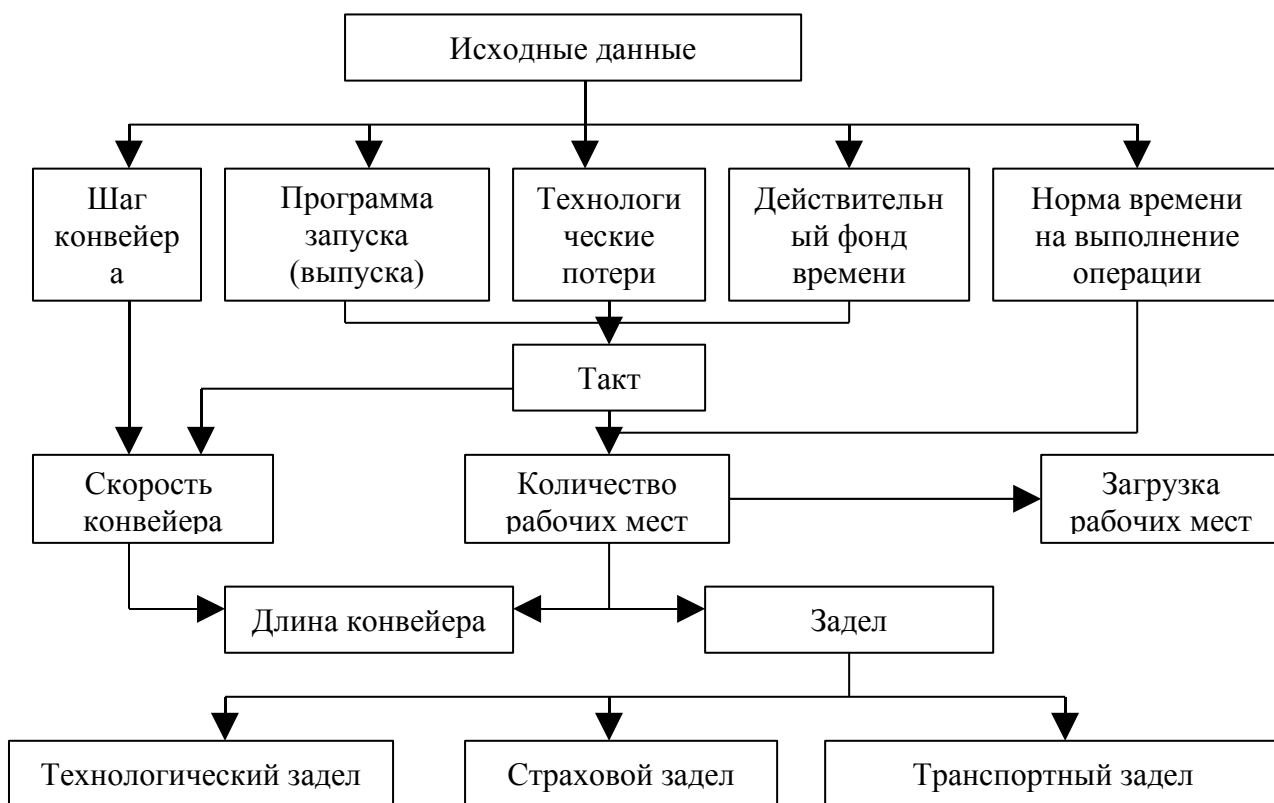 Исходные данные
Шаг
конвейер
а
Программа
запуска
(выпуска)
Технологи
ческие
потери
Действительн
ый фонд
времени
Норма времени
на выполнение
операции
Такт
Скорость
конвейера
Количество
рабочих мест
Загрузка
рабочих мест
Длина конвейера
Задел
Технологический задел
Страховой задел
Транспортный задел